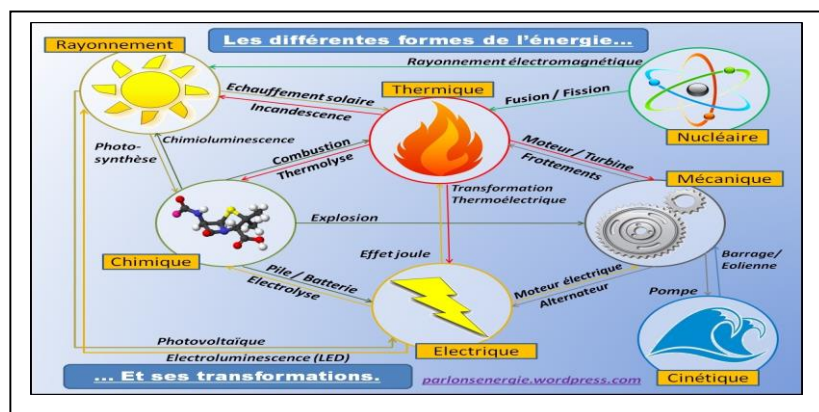 Les différentes formes de l'énergie...
Rayonnement
Rayonnement électromagnétique
Echauffement solaire
Incandescence
Thermique
Fusion / Fission
Nucléaire
Photo-
synthèse
Chimioluminescence
Combustion
Thermolyse
Moteur / Turbine
Frottements
Mécanique
Transformation
Thermoélectrique
Explosion
Chimique
Effet joule
Pile / Batterie
Electrolyse
Moteur électrique
Alternateur
Barrage/
Eolienne
Pompe
Photovoltaïque
Electroluminescence (LED)
Electrique
Cinétique
... Et ses transformations.
parlonsenergie.wordpress.com